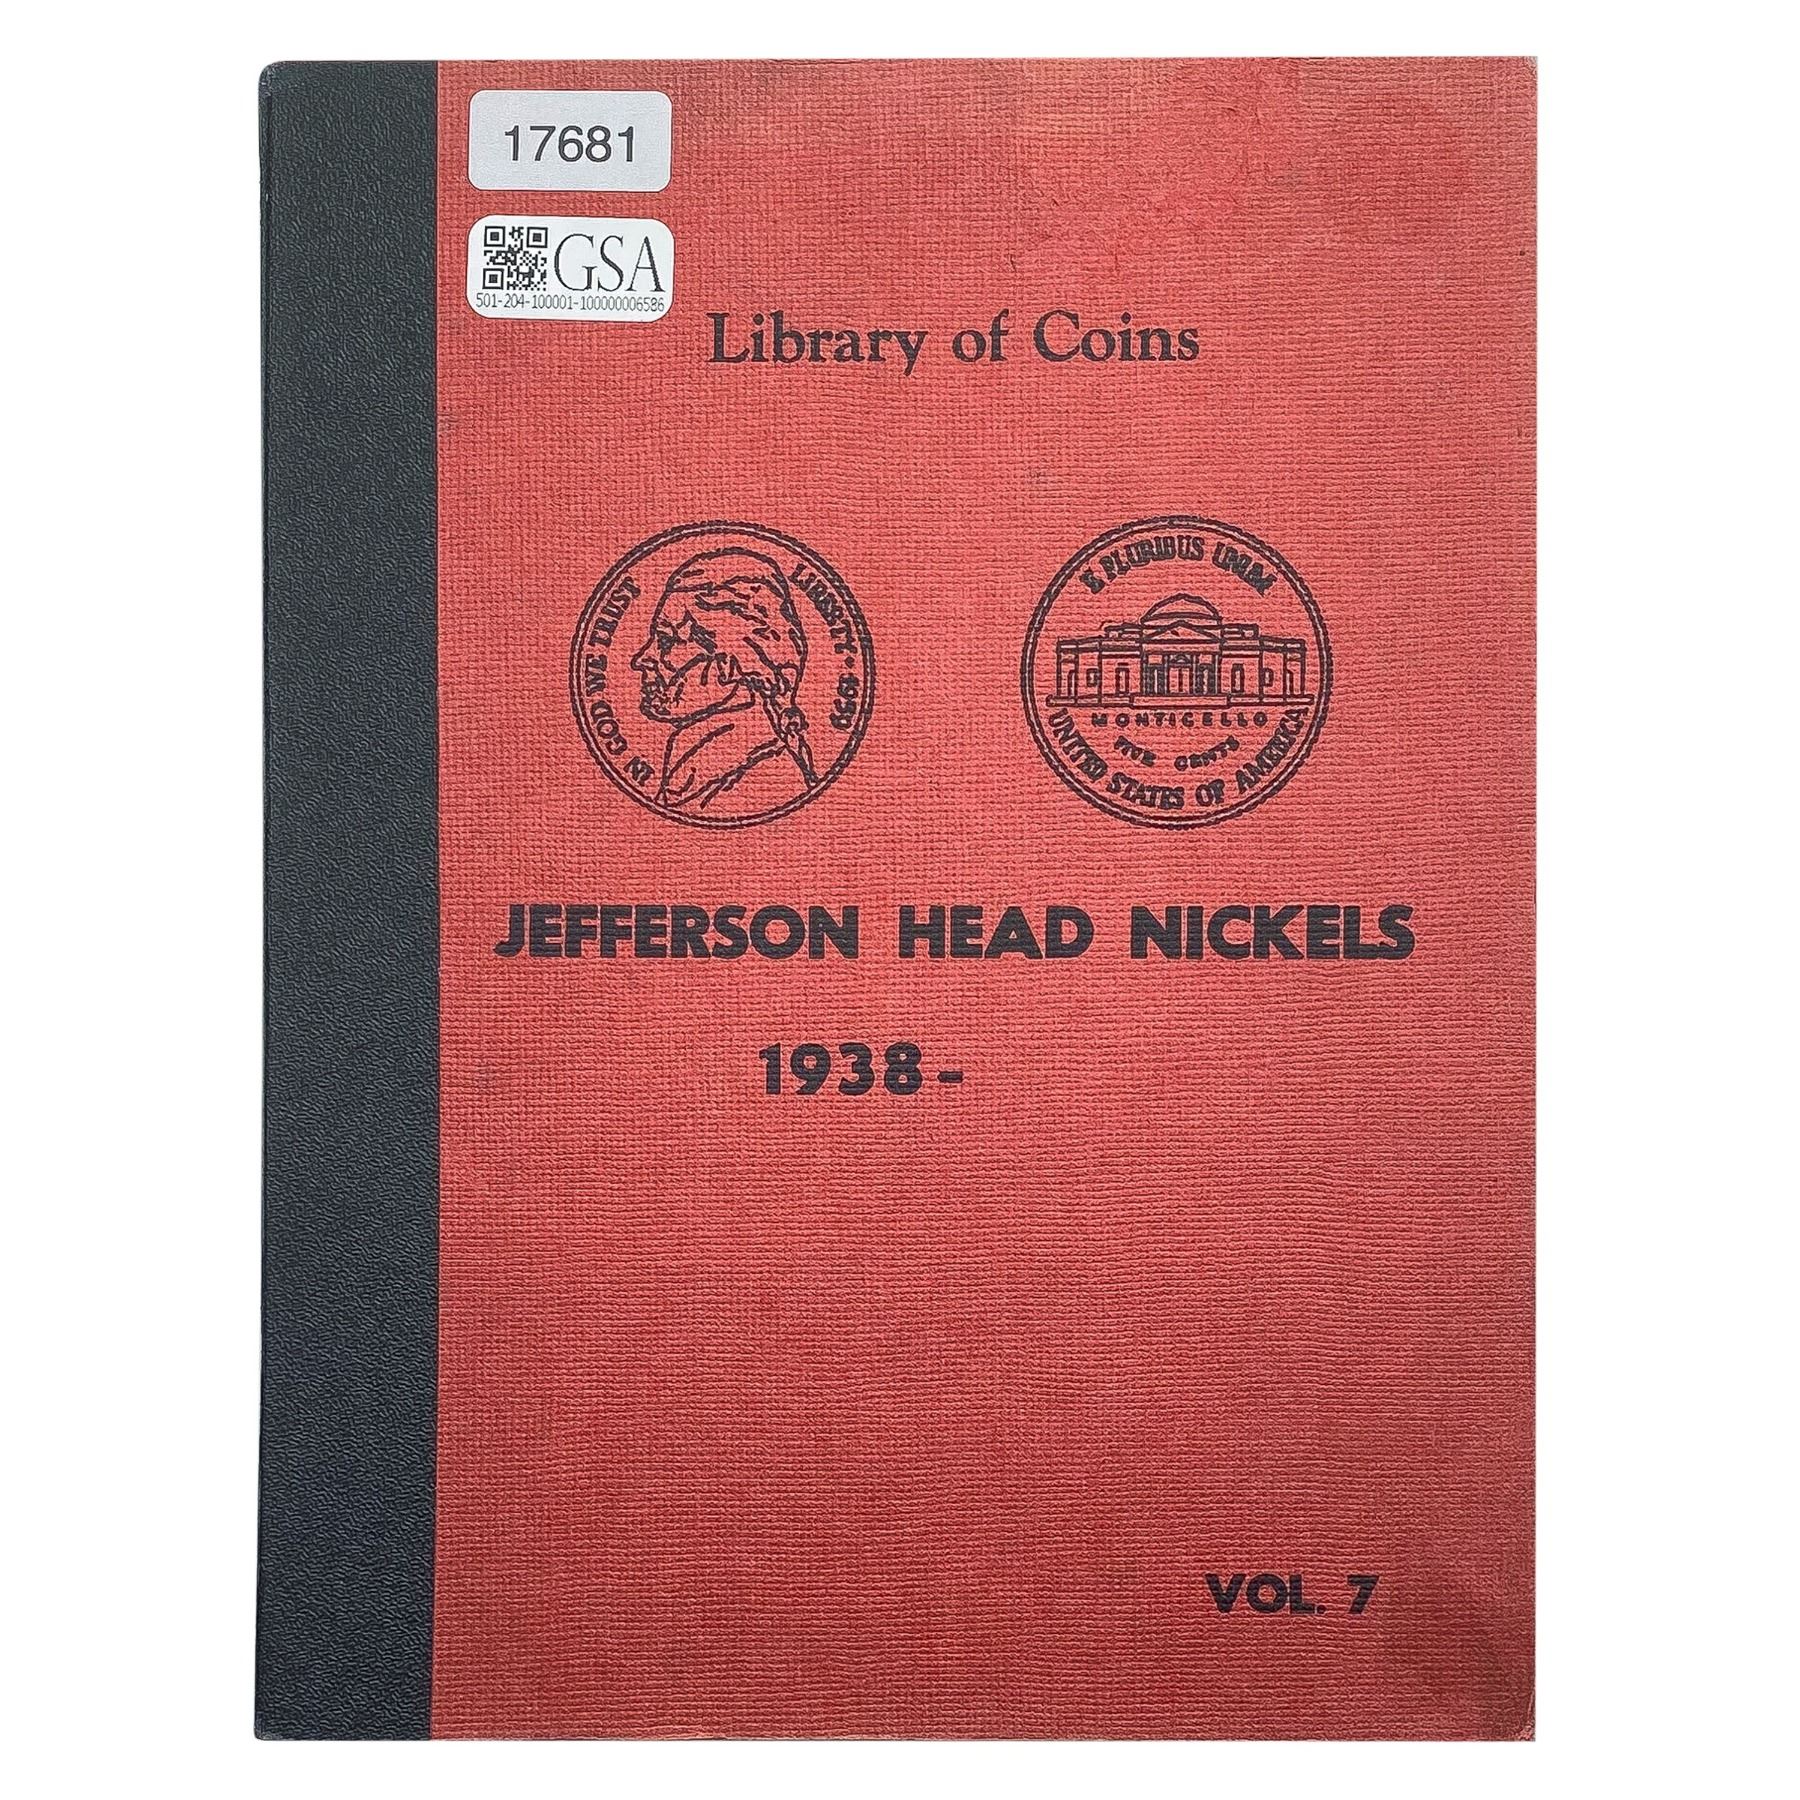 17681
GSA
501-204-100001-100000006586
Library of Coins
IN GOD WE TRUST
LIBERTY • 1939
E PLURIBUS UNUM
MONTICELLO
FIVE CENTS
UNITED STATES OF AMERICA
JEFFERSON HEAD NICKELS
1938-
VOL. 7